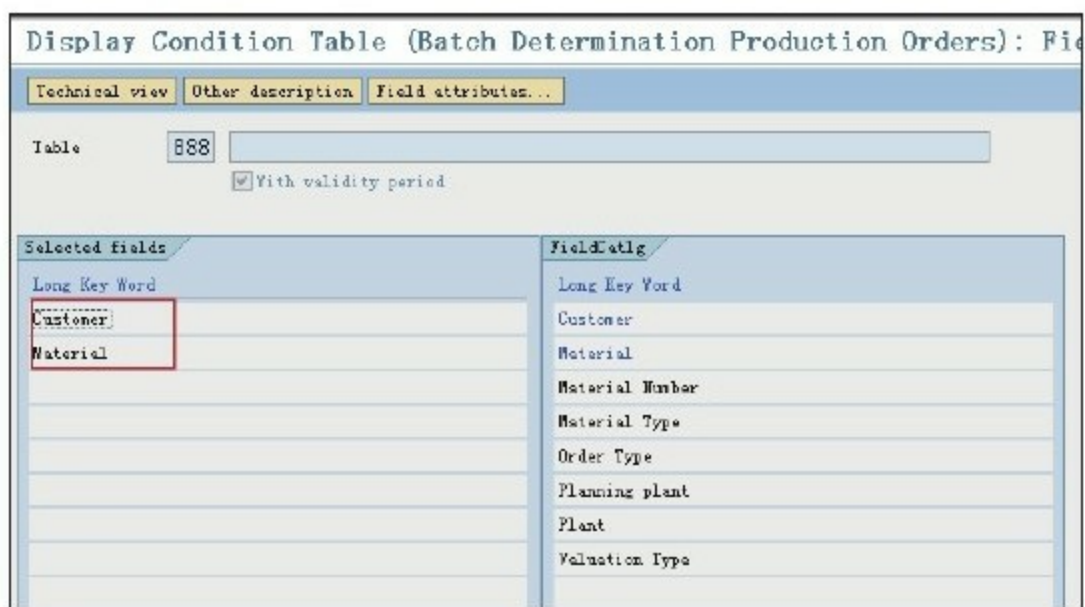 Display Condition Table (Batch Determination Production Orders): Fie
Technical view Other description Field attributes...
Table 888
With validity period
Selected fields
Long Key Word
Customer
Material
FieldCatlg
Long Key Word
Customer
Material
Material Number
Material Type
Order Type
Planning plant
Plant
Valuation Type